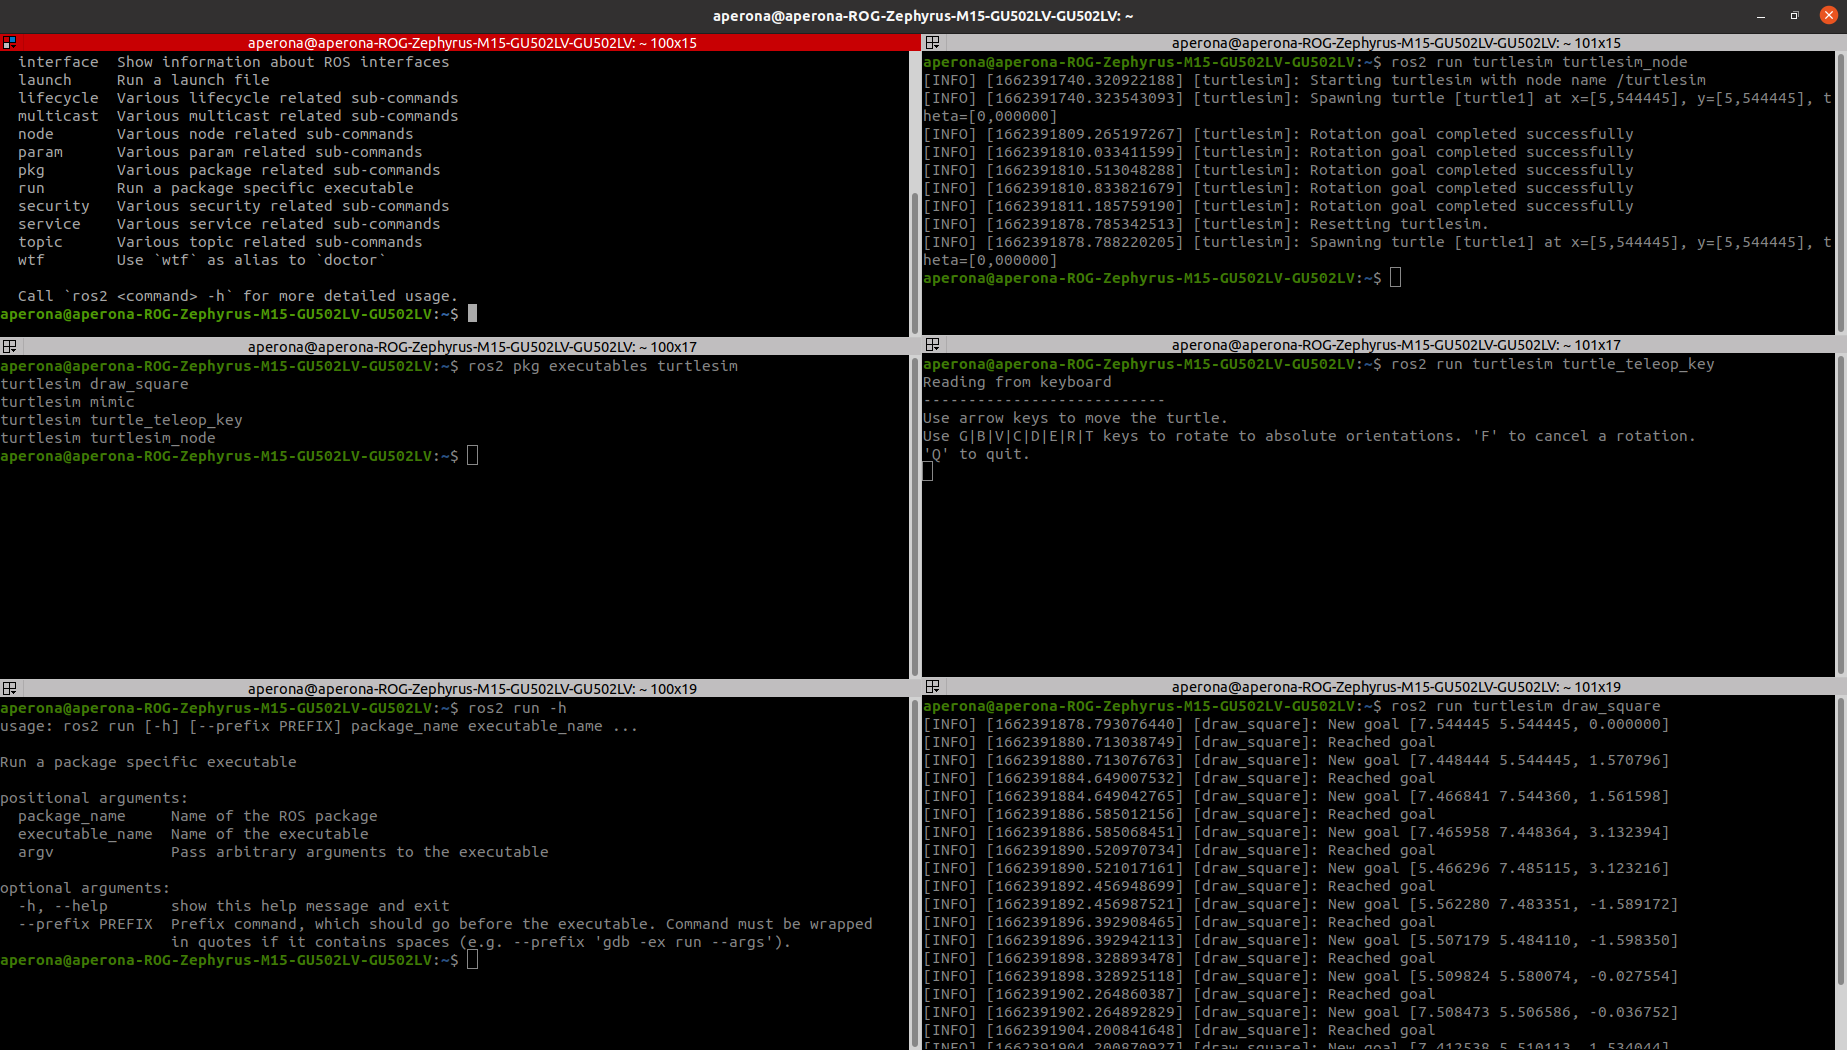 aperona@aperona-ROG-Zephyrus-M15-GU502LV-GU502LV: ~
aperona@aperona-ROG-Zephyrus-M15-GU502LV-GU502LV: ~ 100x15
  interface  Show information about ROS interfaces
  launch     Run a launch file
  lifecycle  Various lifecycle related sub-commands
  multicast  Various multicast related sub-commands
  node       Various node related sub-commands
  param      Various param related sub-commands
  pkg        Various package related sub-commands
  run        Run a package specific executable
  security   Various security related sub-commands
  service    Various service related sub-commands
  topic      Various topic related sub-commands
  wtf        Use `wtf` as alias to `doctor`
  Call `ros2 <command> -h` for more detailed usage.
aperona@aperona-ROG-Zephyrus-M15-GU502LV-GU502LV:~$
aperona@aperona-ROG-Zephyrus-M15-GU502LV-GU502LV: ~ 101x15
aperona@aperona-ROG-Zephyrus-M15-GU502LV-GU502LV:~$ ros2 run turtlesim turtlesim_node
[INFO] [1662391740.320922188] [turtlesim]: Starting turtlesim with node name /turtlesim
[INFO] [1662391740.323543093] [turtlesim]: Spawning turtle [turtle1] at x=[5,544445], y=[5,544445], t
heta=[0,000000]
[INFO] [1662391809.265197267] [turtlesim]: Rotation goal completed successfully
[INFO] [1662391810.033411599] [turtlesim]: Rotation goal completed successfully
[INFO] [1662391810.513048288] [turtlesim]: Rotation goal completed successfully
[INFO] [1662391810.833821679] [turtlesim]: Rotation goal completed successfully
[INFO] [1662391811.185759190] [turtlesim]: Rotation goal completed successfully
[INFO] [1662391878.785342513] [turtlesim]: Resetting turtlesim.
[INFO] [1662391878.788220205] [turtlesim]: Spawning turtle [turtle1] at x=[5,544445], y=[5,544445], t
heta=[0,000000]
aperona@aperona-ROG-Zephyrus-M15-GU502LV-GU502LV:~$
aperona@aperona-ROG-Zephyrus-M15-GU502LV-GU502LV: ~ 100x17
aperona@aperona-ROG-Zephyrus-M15-GU502LV-GU502LV:~$ ros2 pkg executables turtlesim
turtlesim draw_square
turtlesim mimic
turtlesim turtle_teleop_key
turtlesim turtlesim_node
aperona@aperona-ROG-Zephyrus-M15-GU502LV-GU502LV:~$
aperona@aperona-ROG-Zephyrus-M15-GU502LV-GU502LV: ~ 101x17
aperona@aperona-ROG-Zephyrus-M15-GU502LV-GU502LV:~$ ros2 run turtlesim turtle_teleop_key
Reading from keyboard
---------------------------
Use arrow keys to move the turtle.
Use G|B|V|C|D|E|R|T keys to rotate to absolute orientations. 'F' to cancel a rotation.
'Q' to quit.
aperona@aperona-ROG-Zephyrus-M15-GU502LV-GU502LV: ~ 100x19
aperona@aperona-ROG-Zephyrus-M15-GU502LV-GU502LV:~$ ros2 run -h
usage: ros2 run [-h] [--prefix PREFIX] package_name executable_name ...
Run a package specific executable
positional arguments:
  package_name     Name of the ROS package
  executable_name  Name of the executable
  argv             Pass arbitrary arguments to the executable
optional arguments:
  -h, --help       show this help message and exit
  --prefix PREFIX  Prefix command, which should go before the executable. Command must be wrapped
                   in quotes if it contains spaces (e.g. --prefix 'gdb -ex run --args').
aperona@aperona-ROG-Zephyrus-M15-GU502LV-GU502LV:~$
aperona@aperona-ROG-Zephyrus-M15-GU502LV-GU502LV: ~ 101x19
aperona@aperona-ROG-Zephyrus-M15-GU502LV-GU502LV:~$ ros2 run turtlesim draw_square
[INFO] [1662391878.793076440] [draw_square]: New goal [7.544445 5.544445, 0.000000]
[INFO] [1662391880.713038749] [draw_square]: Reached goal
[INFO] [1662391880.713076763] [draw_square]: New goal [7.448444 5.544445, 1.570796]
[INFO] [1662391884.649007532] [draw_square]: Reached goal
[INFO] [1662391884.649042765] [draw_square]: New goal [7.466841 7.544360, 1.561598]
[INFO] [1662391886.585012156] [draw_square]: Reached goal
[INFO] [1662391886.585068451] [draw_square]: New goal [7.465958 7.448364, 3.132394]
[INFO] [1662391890.520970734] [draw_square]: Reached goal
[INFO] [1662391890.521017161] [draw_square]: New goal [5.466296 7.485115, 3.123216]
[INFO] [1662391892.456948699] [draw_square]: Reached goal
[INFO] [1662391892.456987521] [draw_square]: New goal [5.562280 7.483351, -1.589172]
[INFO] [1662391896.392908465] [draw_square]: Reached goal
[INFO] [1662391896.392942113] [draw_square]: New goal [5.507179 5.484110, -1.598350]
[INFO] [1662391898.328893478] [draw_square]: Reached goal
[INFO] [1662391898.328925118] [draw_square]: New goal [5.509824 5.580074, -0.027554]
[INFO] [1662391902.264860387] [draw_square]: Reached goal
[INFO] [1662391902.264892829] [draw_square]: New goal [7.508473 5.506586, -0.036752]
[INFO] [1662391904.200841648] [draw_square]: Reached goal
[INFO] [1662391904.200870927] [draw_square]: New goal [7.412538 5.510113, 1.534044]